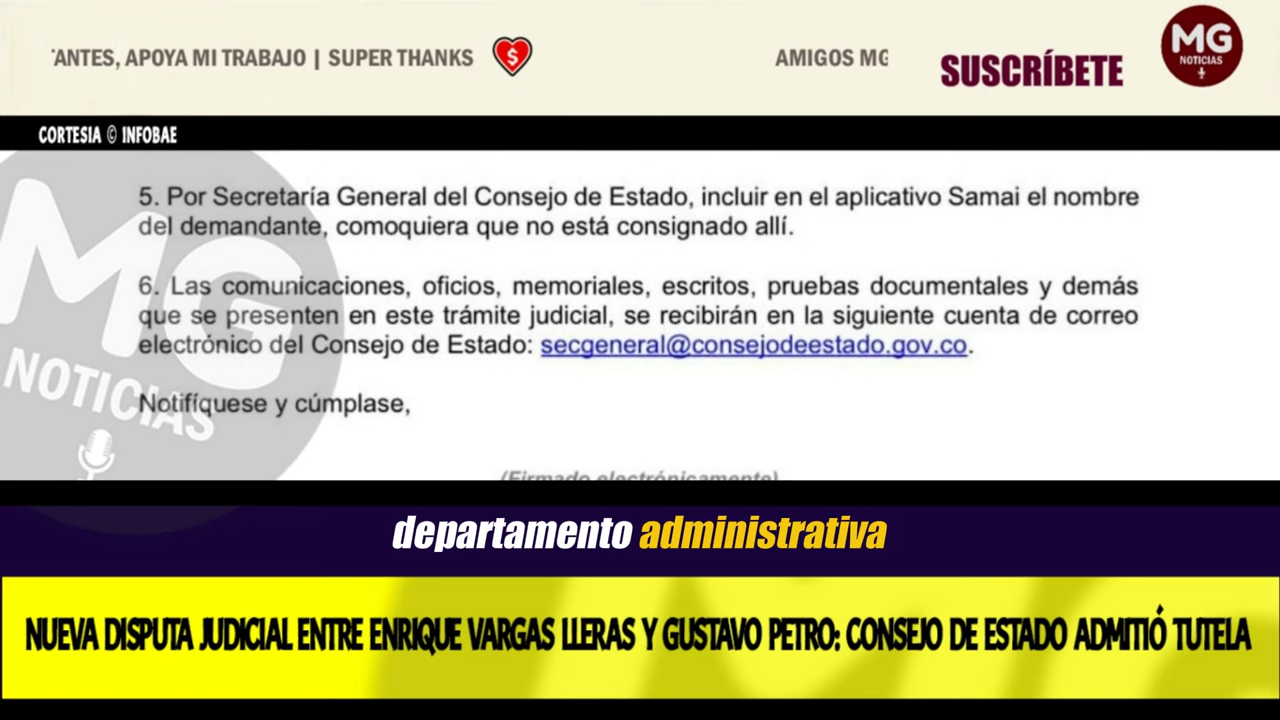 'ANTES, APOYA MI TRABAJO | SUPER THANKS
AMIGOS MG
SUSCRÍBETE
MG
NOTICIAS
CORTESIA © INFOBAE
5. Por Secretaría General del Consejo de Estado, incluir en el aplicativo Samai el nombre
del demandante, comoquiera que no está consignado allí.
6. Las comunicaciones, oficios, memoriales, escritos, pruebas documentales y demás
que se presenten en este trámite judicial, se recibirán en la siguiente cuenta de correo
electrónico del Consejo de Estado: secgeneral@consejodeestado.gov.co.
Notifíquese y cúmplase,
(Firmado electrónicamente)
MG
NOTICIAS
departamento administrativa
NUEVA DISPUTA JUDICIAL ENTRE ENRIQUE VARGAS LLERAS Y GUSTAVO PETRO: CONSEJO DE ESTADO ADMITIÓ TUTELA